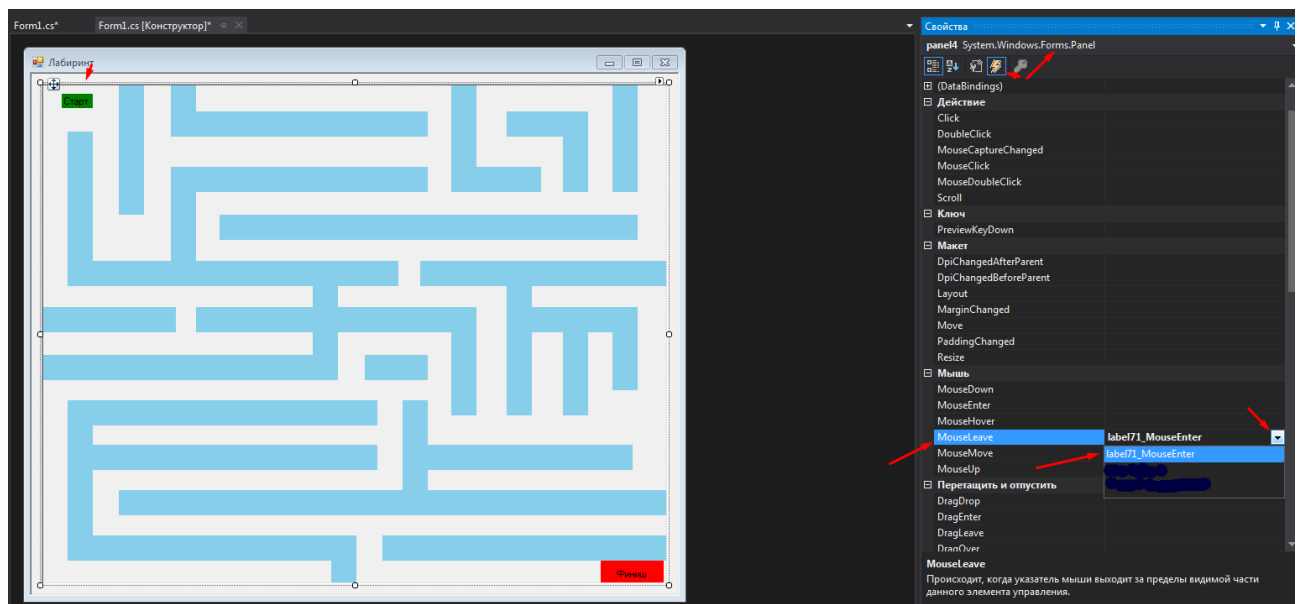 Form1.cs*
Form1.cs [Конструктор]*
Лабиринт
Старт
Финиш
Свойства
panel4 System.Windows.Forms.Panel
(DataBindings)
Действие
Click
DoubleClick
MouseCaptureChanged
MouseClick
MouseDoubleClick
Scroll
Ключ
PreviewKeyDown
Макет
DpiChangedAfterParent
DpiChangedBeforeParent
Layout
MarginChanged
Move
PaddingChanged
Resize
Мышь
MouseDown
MouseEnter
MouseHover
MouseLeave label71_MouseEnter
MouseMove label71_MouseEnter
MouseUp
Перетащить и отпустить
DragDrop
DragEnter
DragLeave
DragOver
MouseLeave
Происходит, когда указатель мыши выходит за пределы видимой части
данного элемента управления.